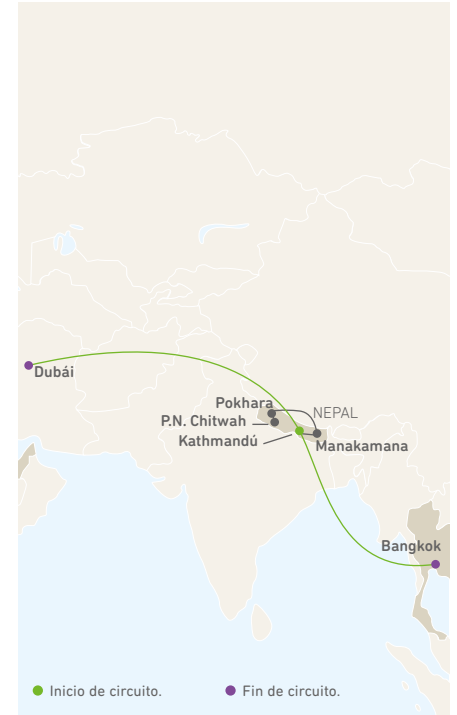 Dubái
Pokhara
NEPAL
P.N. Chitwah
Kathmandú
Manakamana
Bangkok
Inicio de circuito.
Fin de circuito.